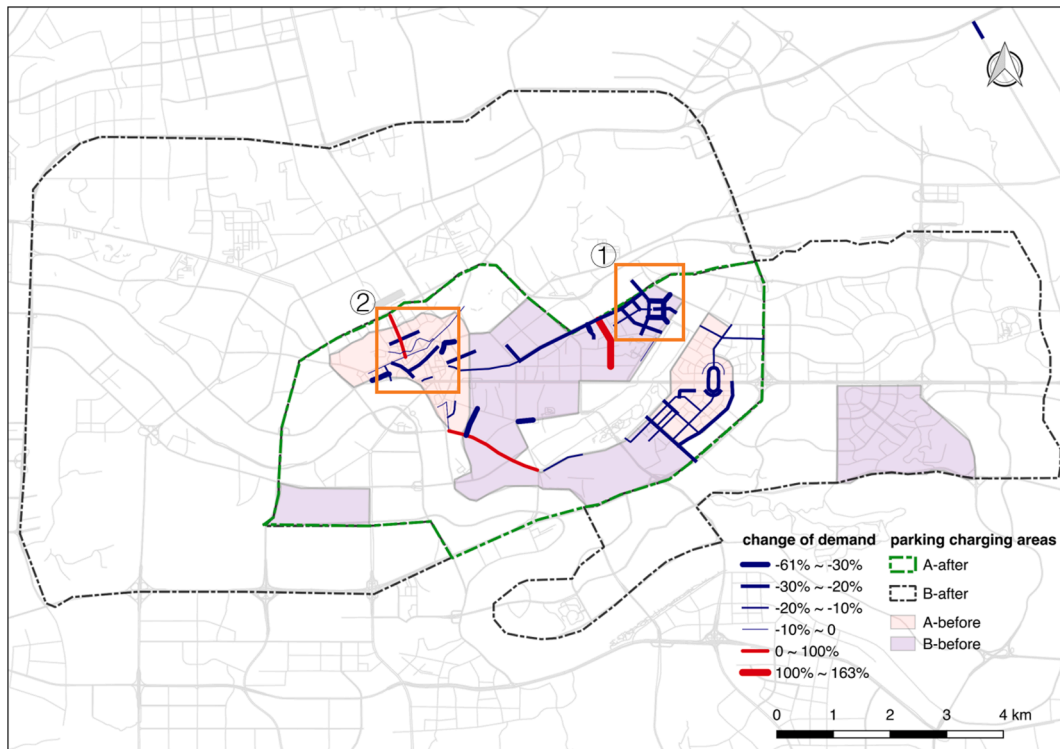 ①
②
change of demand
-61% ~ -30%
-30% ~ -20%
-20% ~ -10%
-10% ~ 0
0 ~ 100%
100% ~ 163%
parking charging areas
A-after
B-after
A-before
B-before
0 1 2 3 4 km